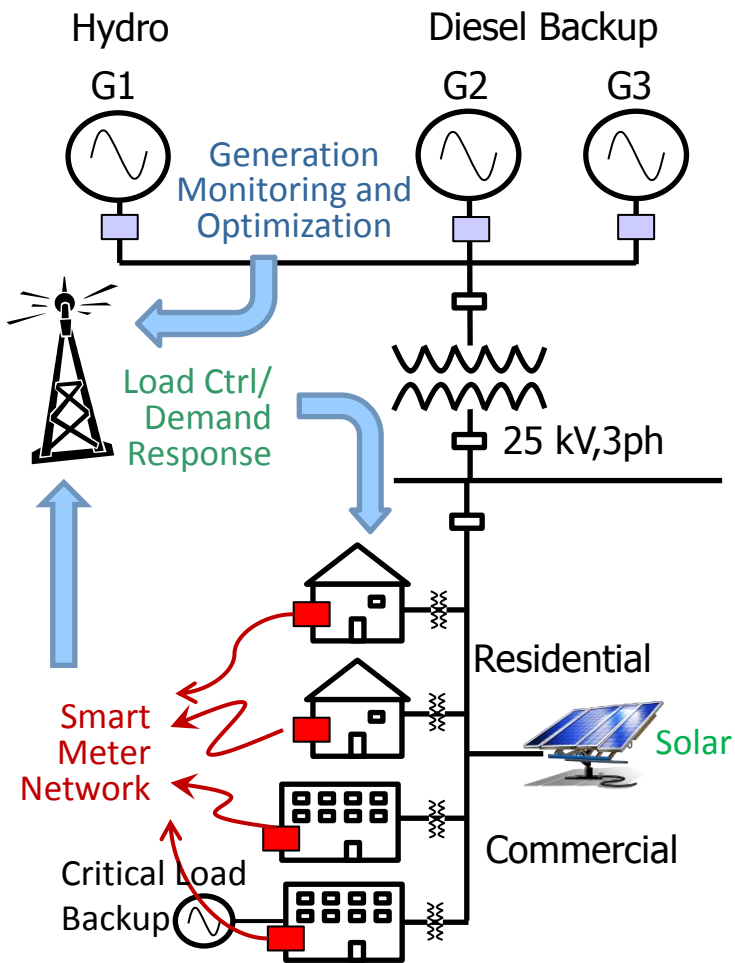 Hydro
Diesel Backup
G1
G2
G3
Generation
Monitoring and
Optimization
Load Ctrl/
Demand
Response
25 kV,3ph
Residential
Smart
Meter
Network
Solar
Commercial
Critical Load
Backup